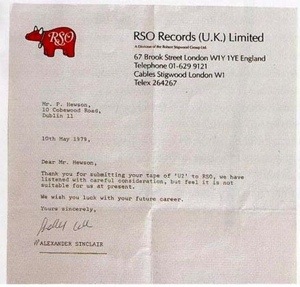 RSO
RSO Records (U.K.) Limited
A Division of the Robert Stigwood Group Ltd.
67 Brook Street London W1Y 1YE England
Telephone 01-629 9121
Cables Stigwood London W1
Telex 264267
Mr. P. Hewson,
10 Cedarwood Road,
Dublin 11
10th May 1979,
Dear Mr. Hewson,
Thank you for submitting your tape of 'U2' to RSO, we have
listened with careful consideration, but feel it is not
suitable for us at present.
We wish you luck with your future career.
Yours sincerely,
ALEXANDER SINCLAIR